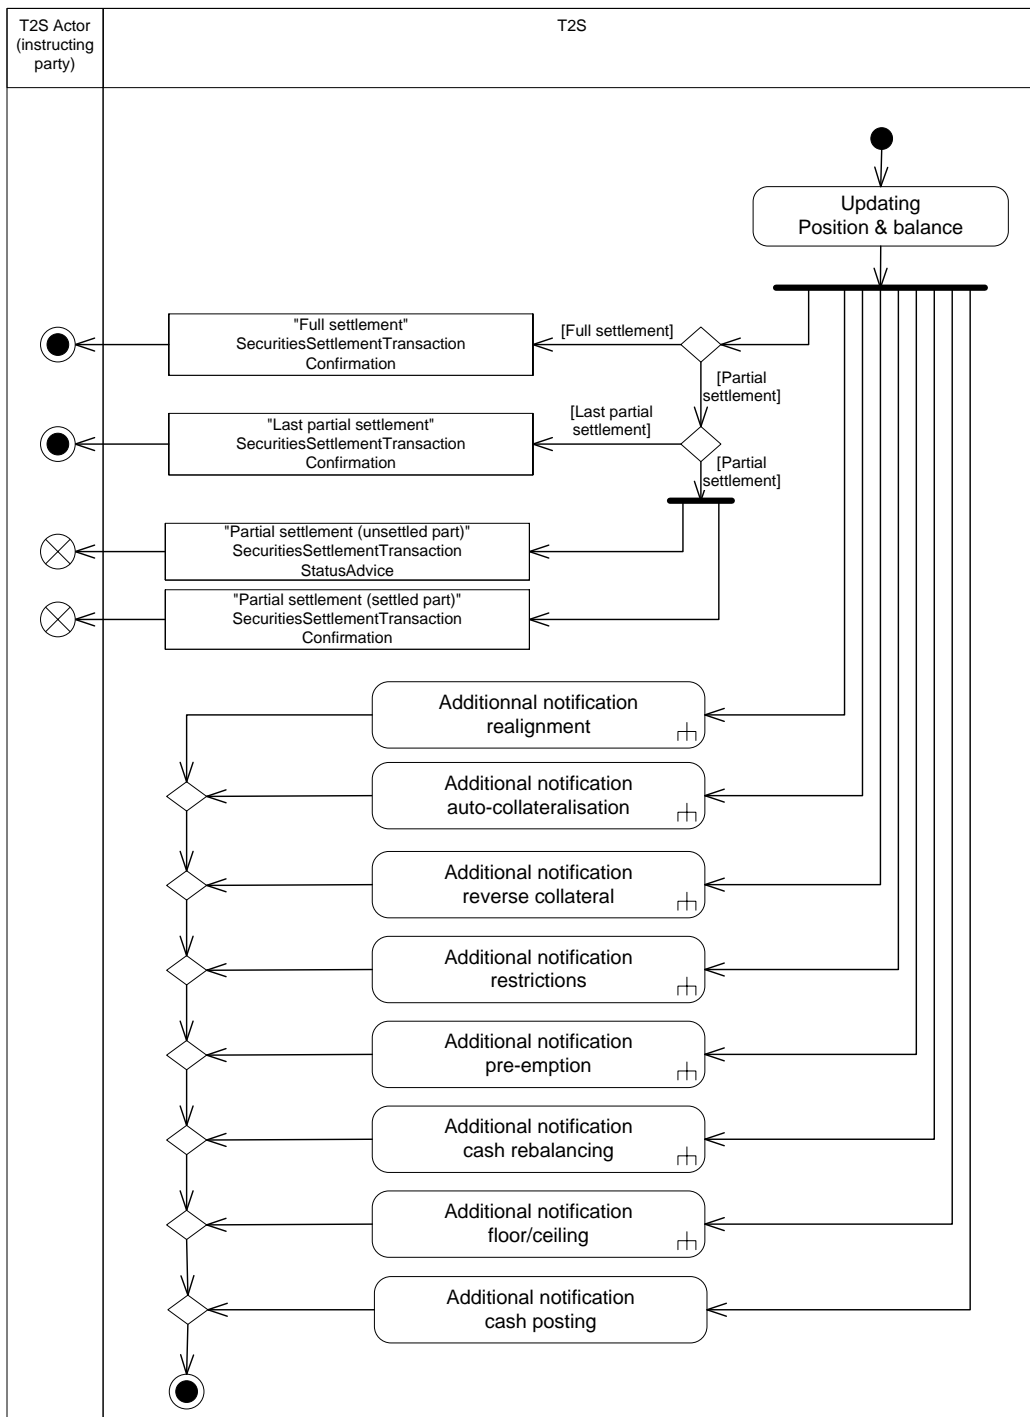 T2S Actor
(instructing
party)
T2S
Updating
Position & balance
"Full settlement"
SecuritiesSettlementTransaction
Confirmation
[Full settlement]
[Partial
settlement]
"Last partial settlement"
SecuritiesSettlementTransaction
Confirmation
[Last partial
settlement]
[Partial
settlement]
"Partial settlement (unsettled part)"
SecuritiesSettlementTransaction
StatusAdvice
"Partial settlement (settled part)"
SecuritiesSettlementTransaction
Confirmation
Additionnal notification
realignment
Additional notification
auto-collateralisation
Additional notification
reverse collateral
Additional notification
restrictions
Additional notification
pre-emption
Additional notification
cash rebalancing
Additional notification
floor/ceiling
Additional notification
cash posting